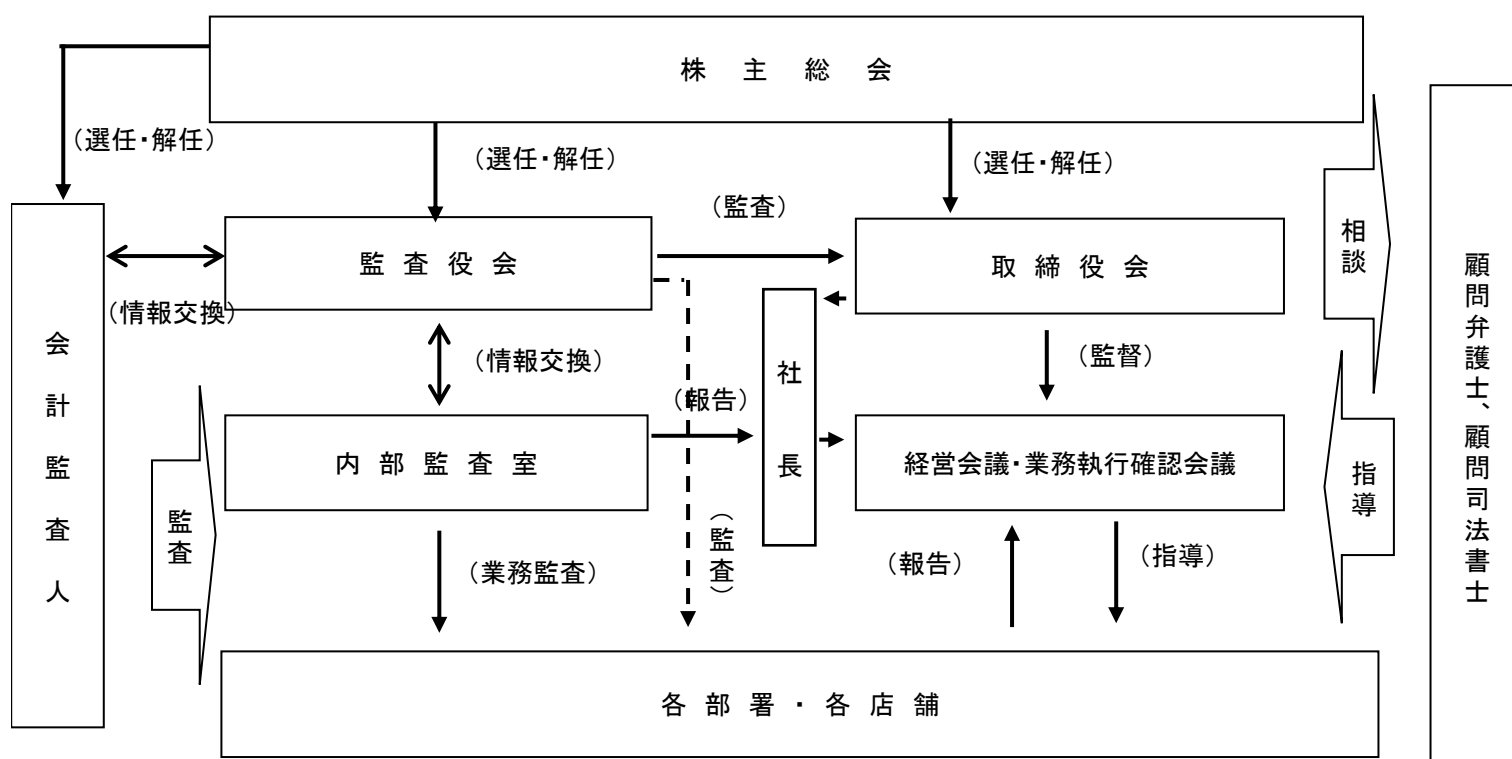 株 主 総 会
（選任・解任）
（選任・解任）
（選任・解任）
（監査）
監 査 役 会
取 締 役 会
相談
（情報交換）
会計監査人
（情報交換）
社長
（監督）
（報告）
内 部 監 査 室
経営会議・業務執行確認会議
指導
監査
（監査）
（業務監査）
（報告）
（指導）
顧問弁護士、顧問司法書士
各 部 署 ・ 各 店 舗